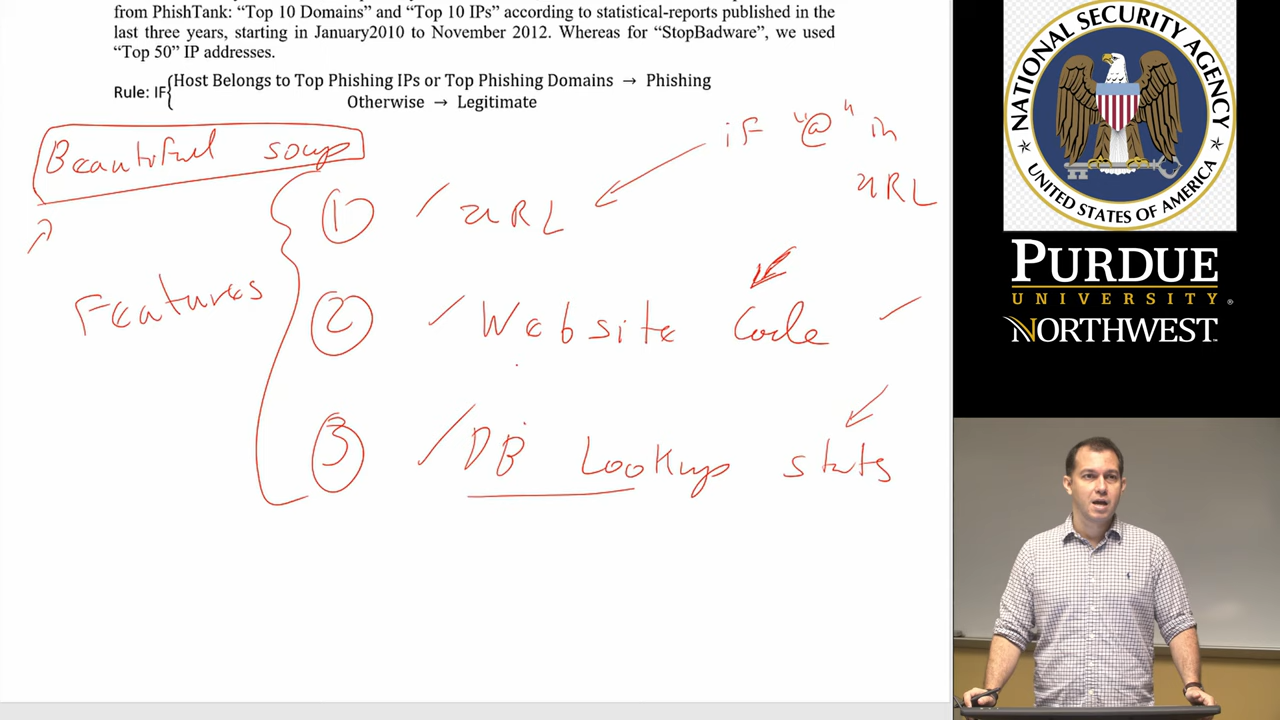 from PhishTank: “Top 10 Domains” and “Top 10 IPs” according to statistical-reports published in the
last three years, starting in January2010 to November 2012. Whereas for “StopBadware”, we used
“Top 50” IP addresses.
Rule: IF{Host Belongs to Top Phishing IPs or Top Phishing Domains → Phishing
Otherwise → Legitimate
Beautiful soup
if "@" in
URL
Features
1 URL
2 Website Code
3 DB Lookup stats
NATIONAL SECURITY AGENCY
UNITED STATES OF AMERICA
PURDUE
UNIVERSITY®
NORTHWEST™